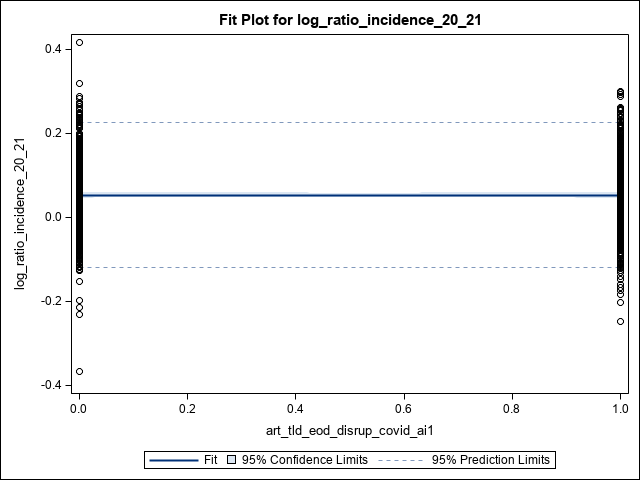 Fit Plot for log_ratio_incidence_20_21
0.4
0.2
0.0
-0.2
-0.4
log_ratio_incidence_20_21
0.0 0.2 0.4 0.6 0.8 1.0
art_tld_eod_disrup_covid_ai1
Fit 95% Confidence Limits 95% Prediction Limits